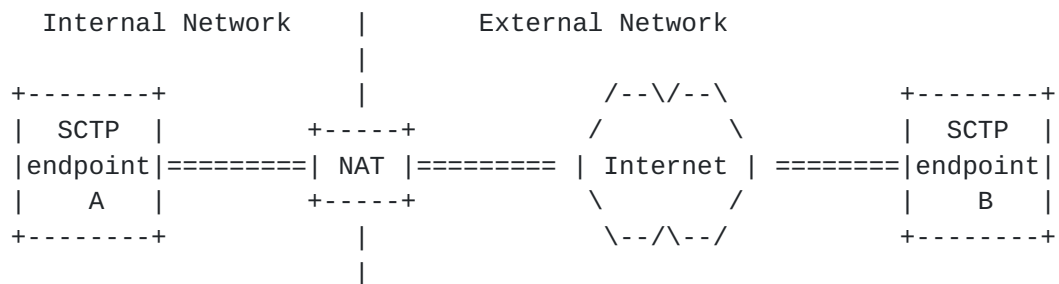 Internal Network | External Network
|
+--------+ | /--\/--\ +--------+
| SCTP | +-----+ / \ | SCTP |
|endpoint|=========| NAT |========= | Internet | ========|endpoint|
| A | +-----+ \ / | B |
+--------+ | \--/\--/ +--------+
|